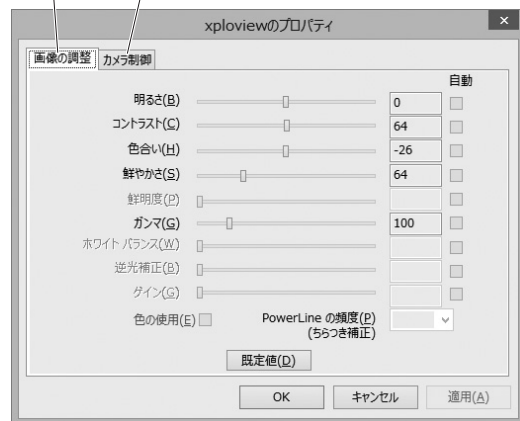 xploviewのプロパティ
×
画像の調整 カメラ制御
自動
明るさ(B) 0
コントラスト(C) 64
色合い(H) -26
鮮やかさ(S) 64
鮮明度(P)
ガンマ(G) 100
ホワイト バランス(W)
逆光補正(B)
ゲイン(G)
色の使用(E) PowerLine の頻度(P)
(ちらつき補正)
既定値(D)
OK キャンセル 適用(A)